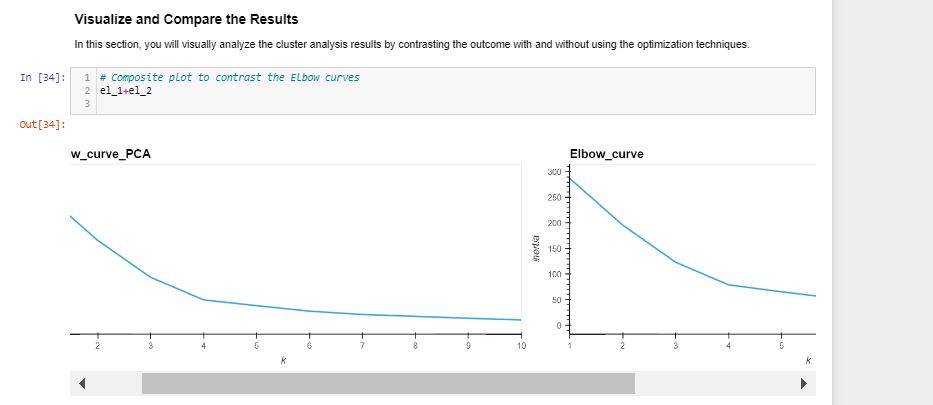 Visualize and Compare the Results
In this section, you will visually analyze the cluster analysis results by contrasting the outcome with and without using the optimization techniques.
In [34]:
1 # Composite plot to contrast the Elbow curves
2 el_1+el_2
3
Out[34]:
w_curve_PCA
2 3 4 5 6 7 8 9 10
k
Elbow_curve
inertia
300
250
200
150
100
50
0
1 2 3 4 5
k